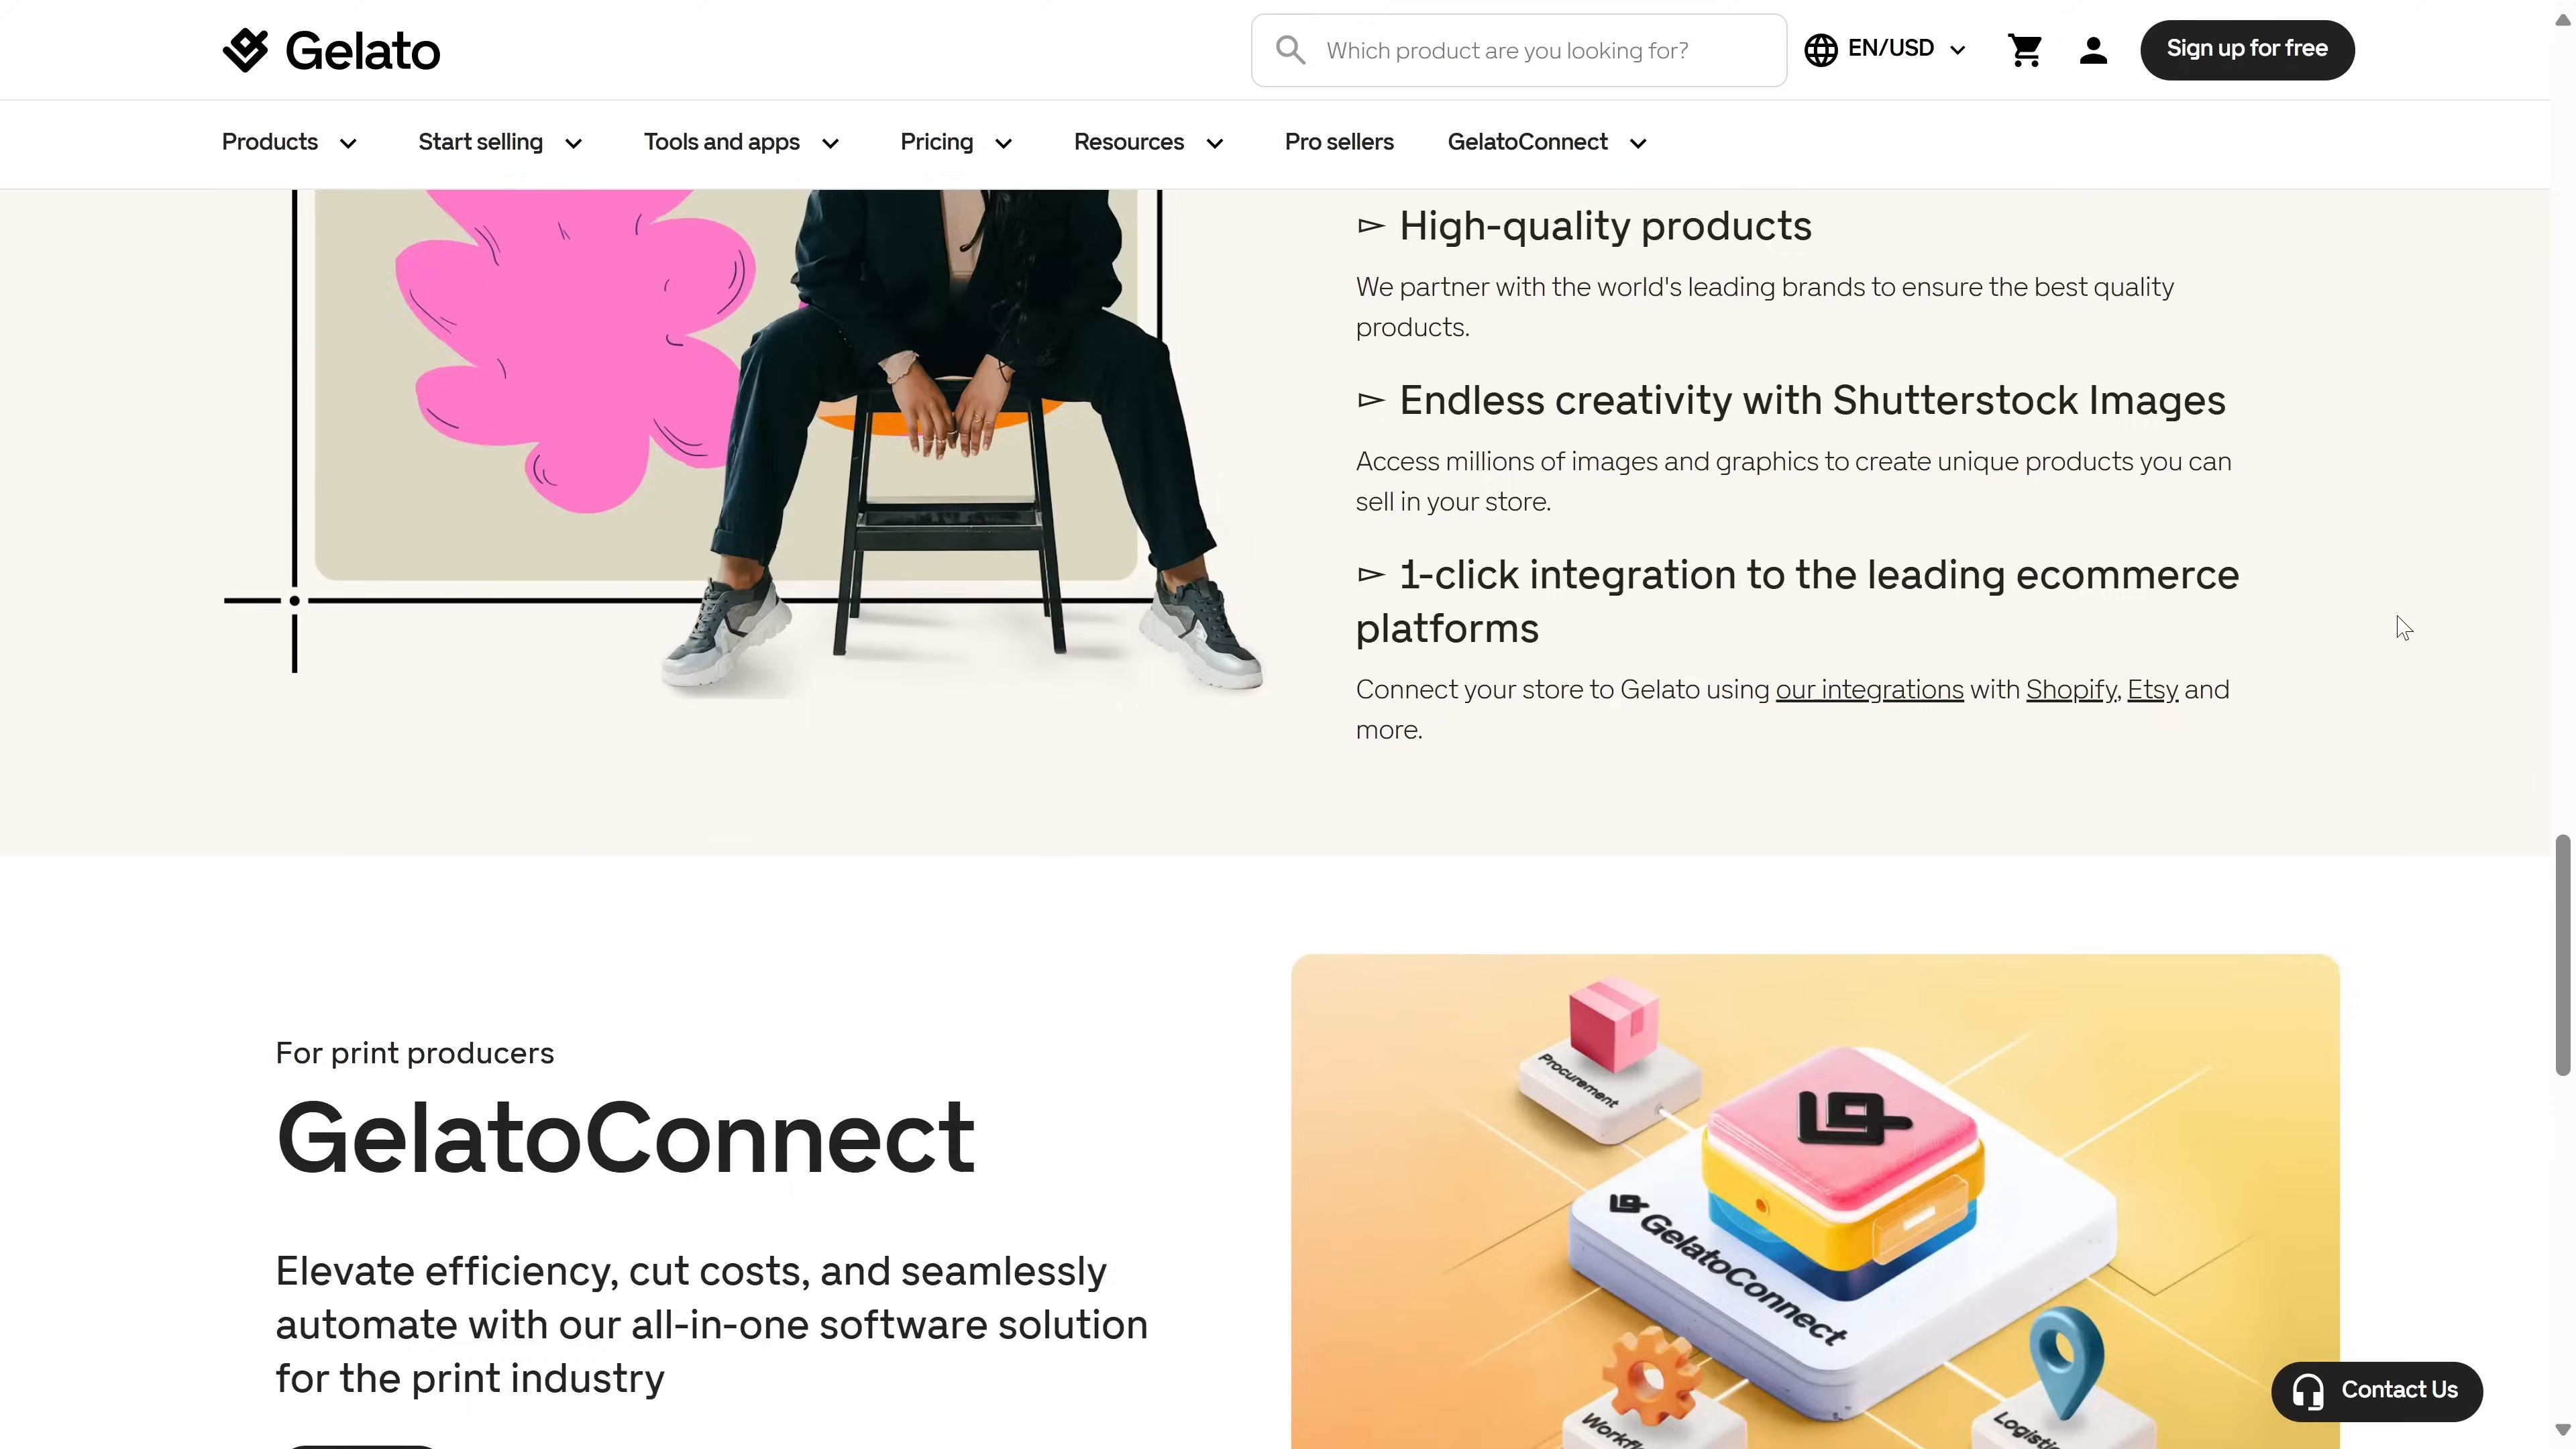 Gelato
Which product are you looking for?
EN/USD
Sign up for free
Products
Start selling
Tools and apps
Pricing
Resources
Pro sellers
GelatoConnect
▻ High-quality products
We partner with the world's leading brands to ensure the best quality
products.
▻ Endless creativity with Shutterstock Images
Access millions of images and graphics to create unique products you can
sell in your store.
▻ 1-click integration to the leading ecommerce
platforms
Connect your store to Gelato using our integrations with Shopify, Etsy and
more.
For print producers
GelatoConnect
Elevate efficiency, cut costs, and seamlessly
automate with our all-in-one software solution
for the print industry
Procurement
GelatoConnect
Contact Us